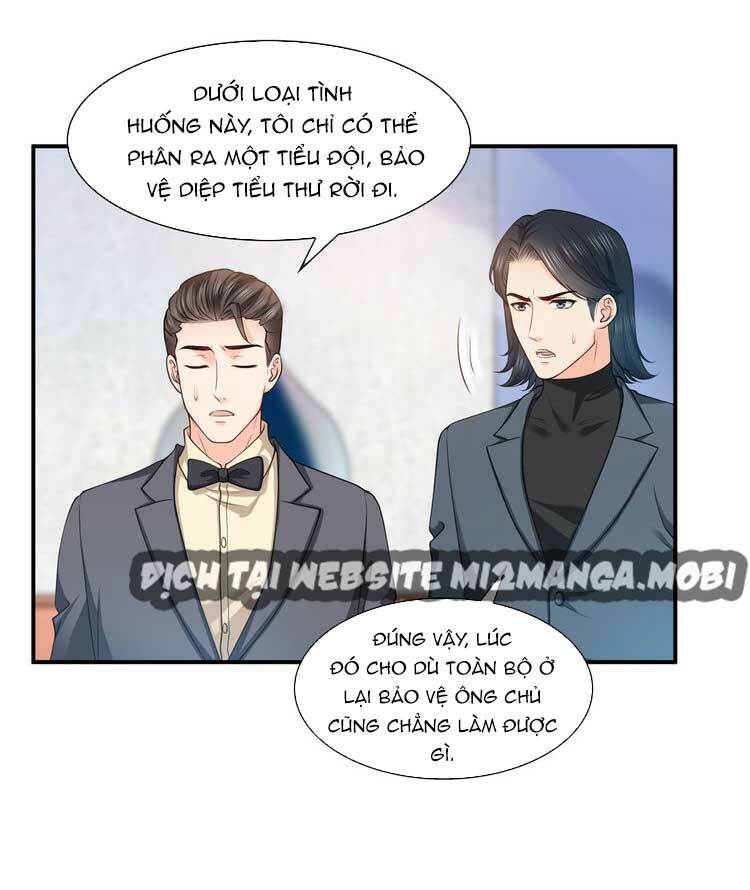 DƯỚI LOẠI TÌNH
HUỐNG NÀY, TÔI CHỈ CÓ THỂ
PHÂN RA MỘT TIỂU ĐỘI, BẢO
VỆ DIỆP TIỂU THƯ RỜI ĐI.
DỊCH TẠI WEBSITE MI2MANGA.MOBI
ĐÚNG VẬY, LÚC
ĐÓ CHO DÙ TOÀN BỘ Ở
LẠI BẢO VỆ ÔNG CHỦ
CŨNG CHẲNG LÀM ĐƯỢC
GÌ.